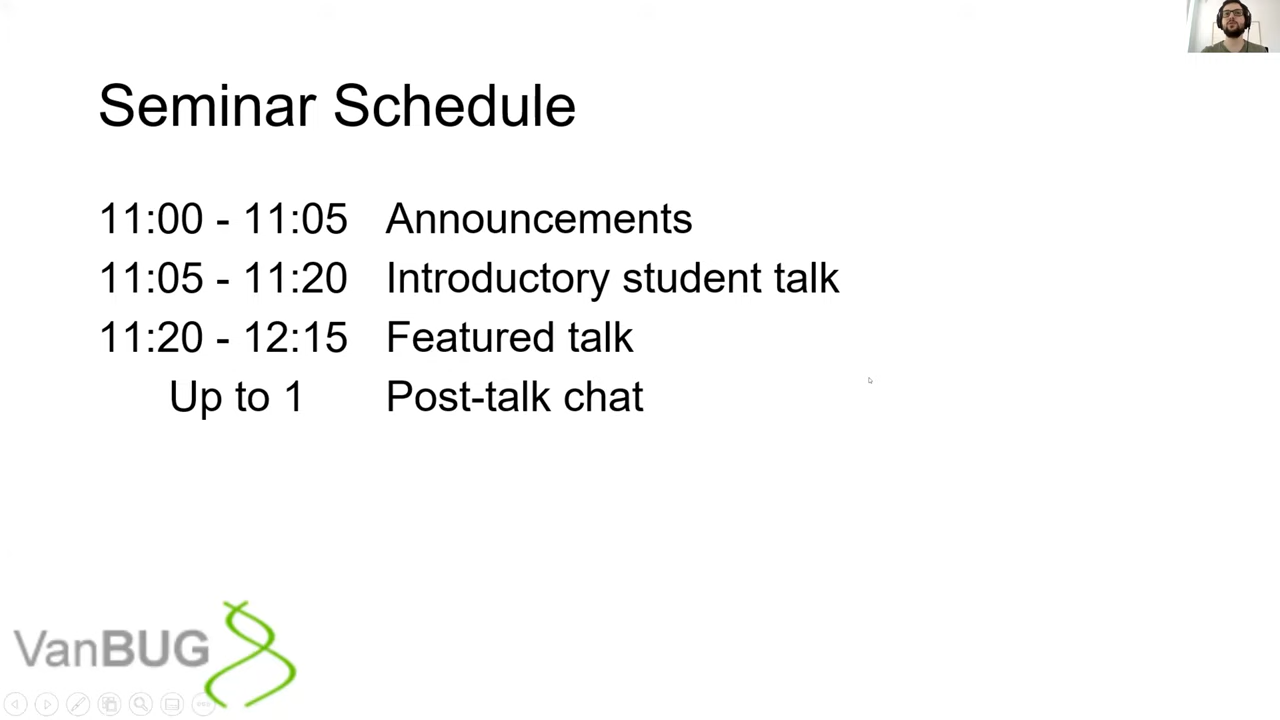 Seminar Schedule
11:00 - 11:05 Announcements
11:05 - 11:20 Introductory student talk
11:20 - 12:15 Featured talk
Up to 1 Post-talk chat
VanBUG